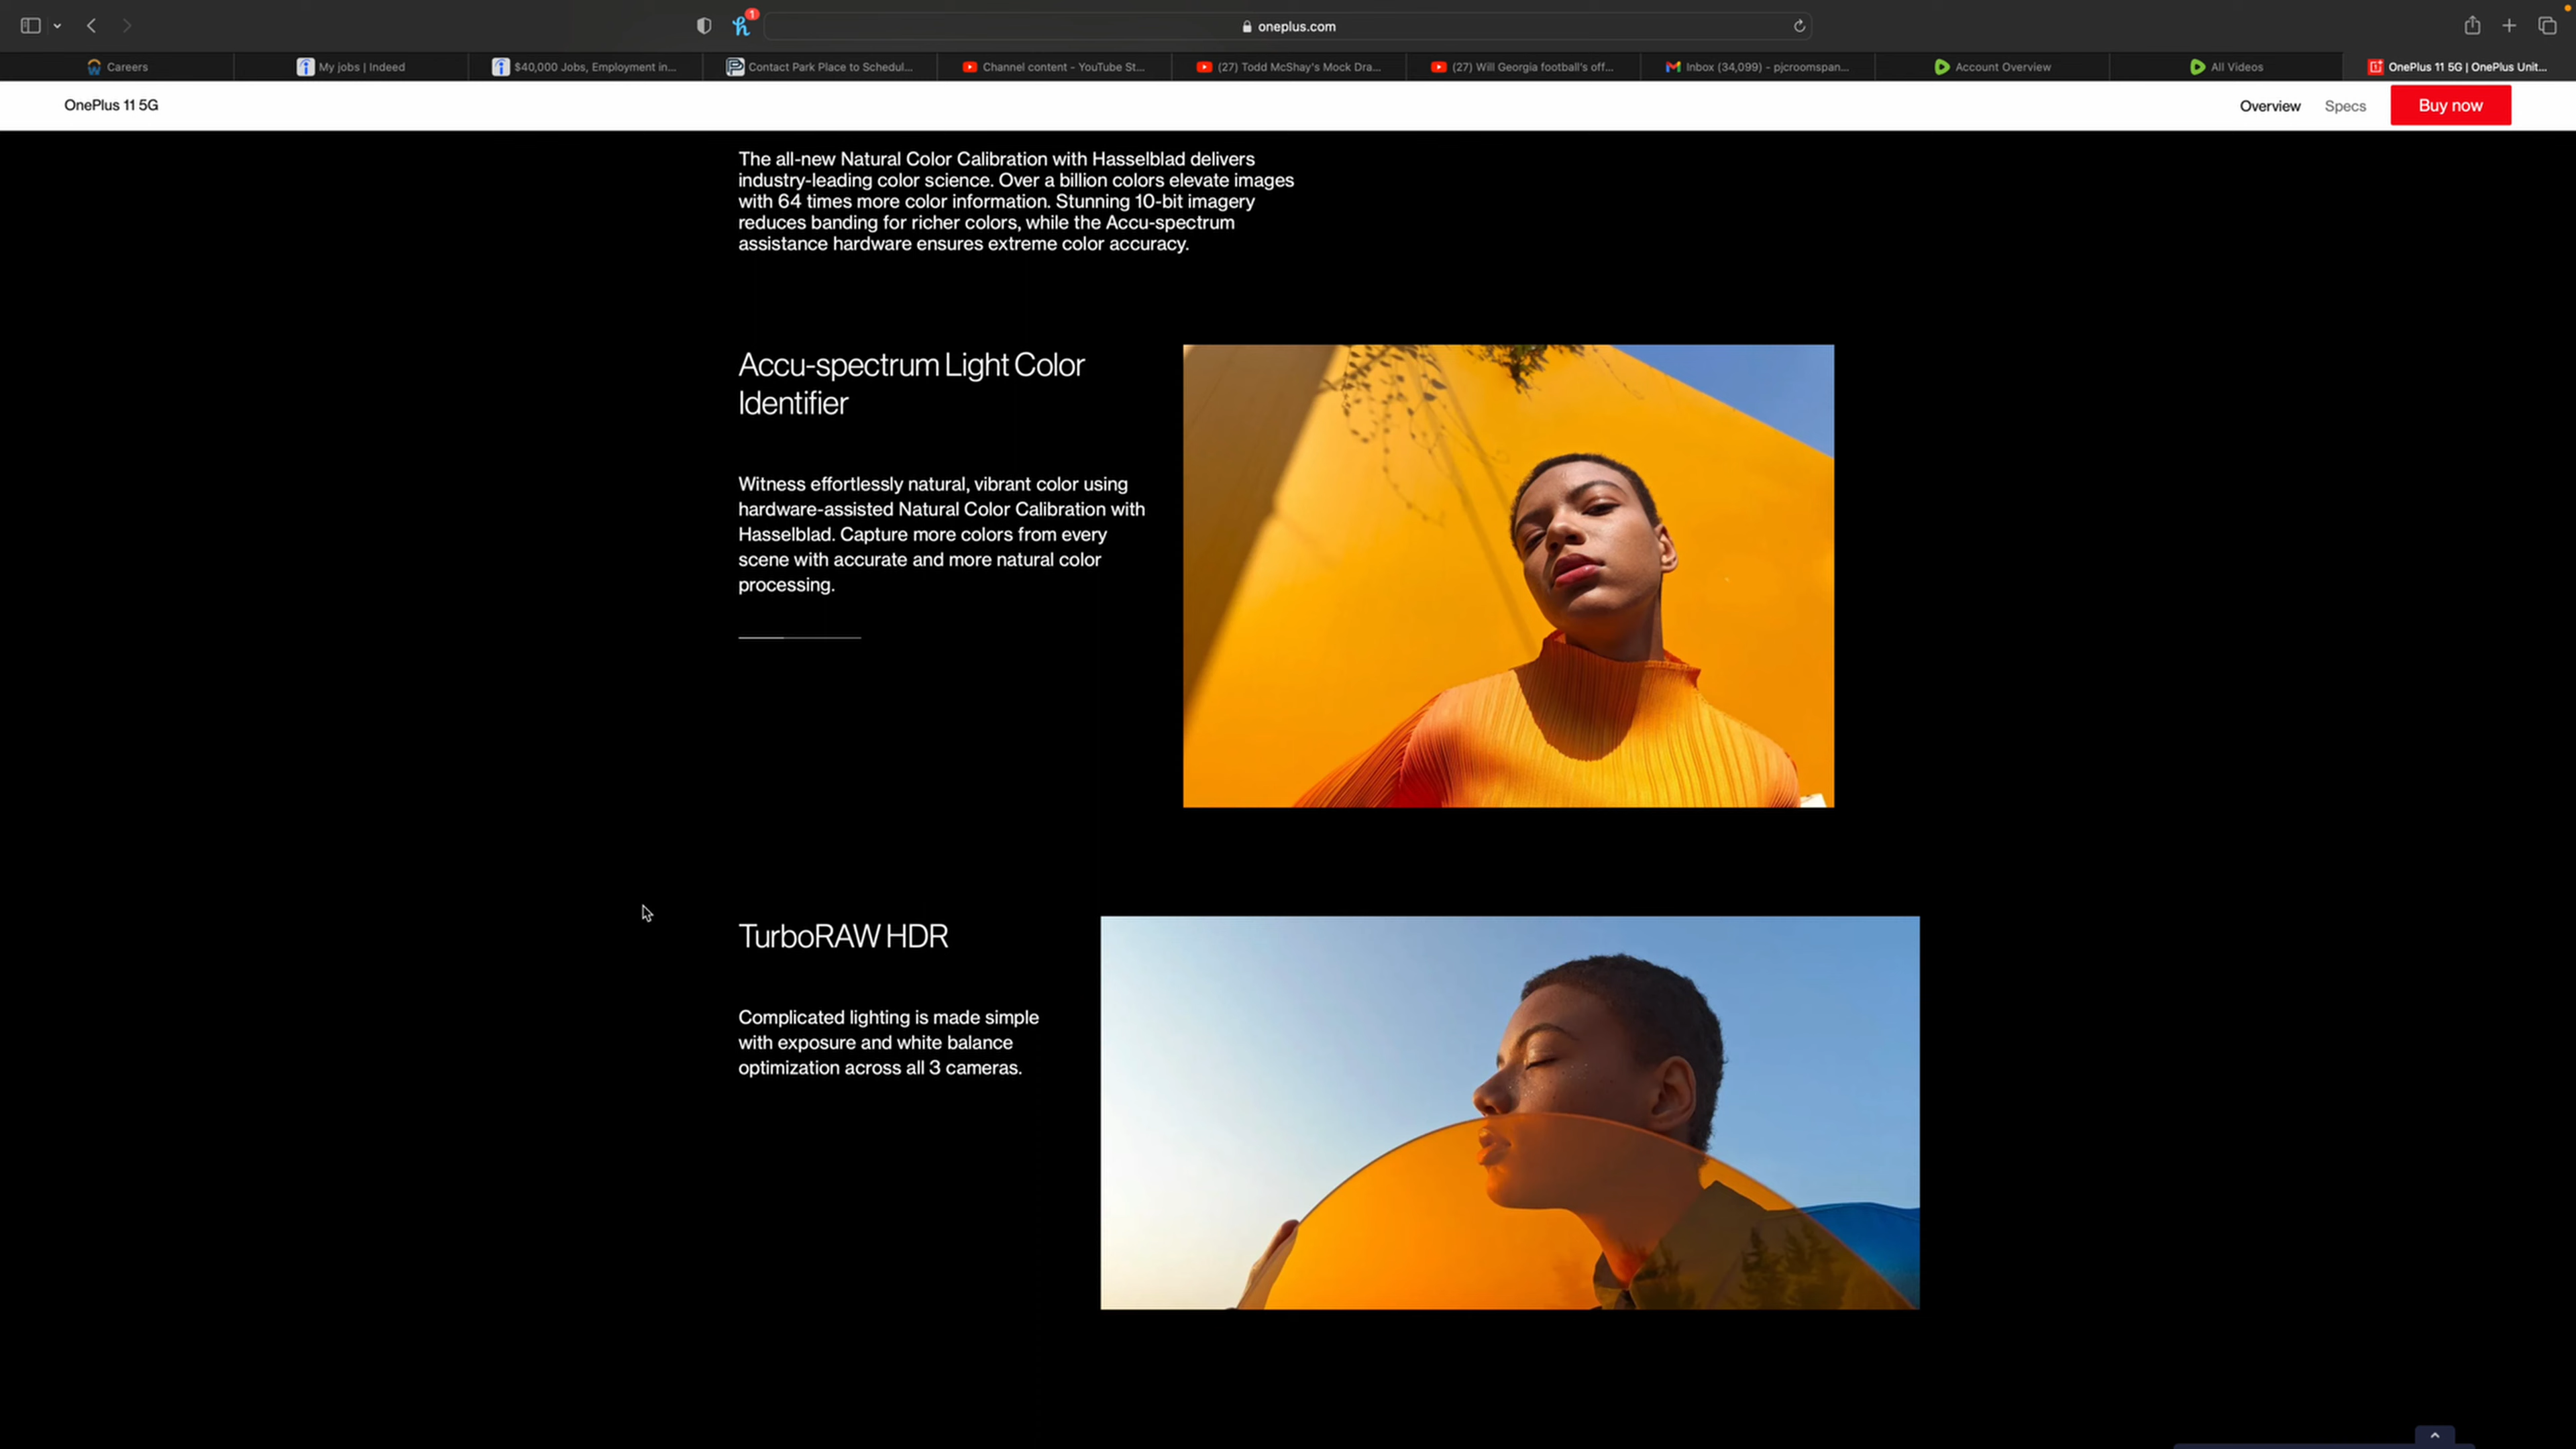 1
oneplus.com
Careers
My jobs | Indeed
$40,000 Jobs, Employment in...
Contact Park Place to Schedul...
Channel content - YouTube St...
(27) Todd McShay's Mock Dra...
(27) Will Georgia football's off...
Inbox (34,099) - pjcroomspan...
Account Overview
All Videos
OnePlus 11 5G | OnePlus Unit...
OnePlus 11 5G
Overview
Specs
Buy now
The all-new Natural Color Calibration with Hasselblad delivers
industry-leading color science. Over a billion colors elevate images
with 64 times more color information. Stunning 10-bit imagery
reduces banding for richer colors, while the Accu-spectrum
assistance hardware ensures extreme color accuracy.
Accu-spectrum Light Color
Identifier
Witness effortlessly natural, vibrant color using
hardware-assisted Natural Color Calibration with
Hasselblad. Capture more colors from every
scene with accurate and more natural color
processing.
TurboRAW HDR
Complicated lighting is made simple
with exposure and white balance
optimization across all 3 cameras.